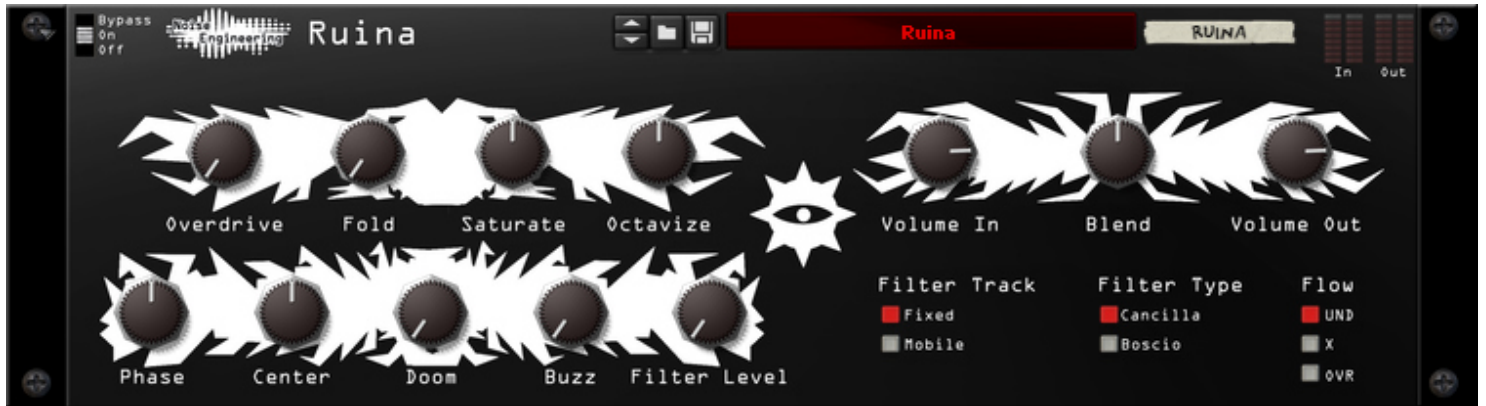 Bypass
On
Off
Noise
Engineering
Ruina
Ruina
RUINA
In Out
Overdrive Fold Saturate Octavize
Volume In Blend Volume Out
Filter Track Filter Type Flow
Fixed Cancilla UND
Mobile Boscio X
OVR
Phase Center Doom Buzz Filter Level